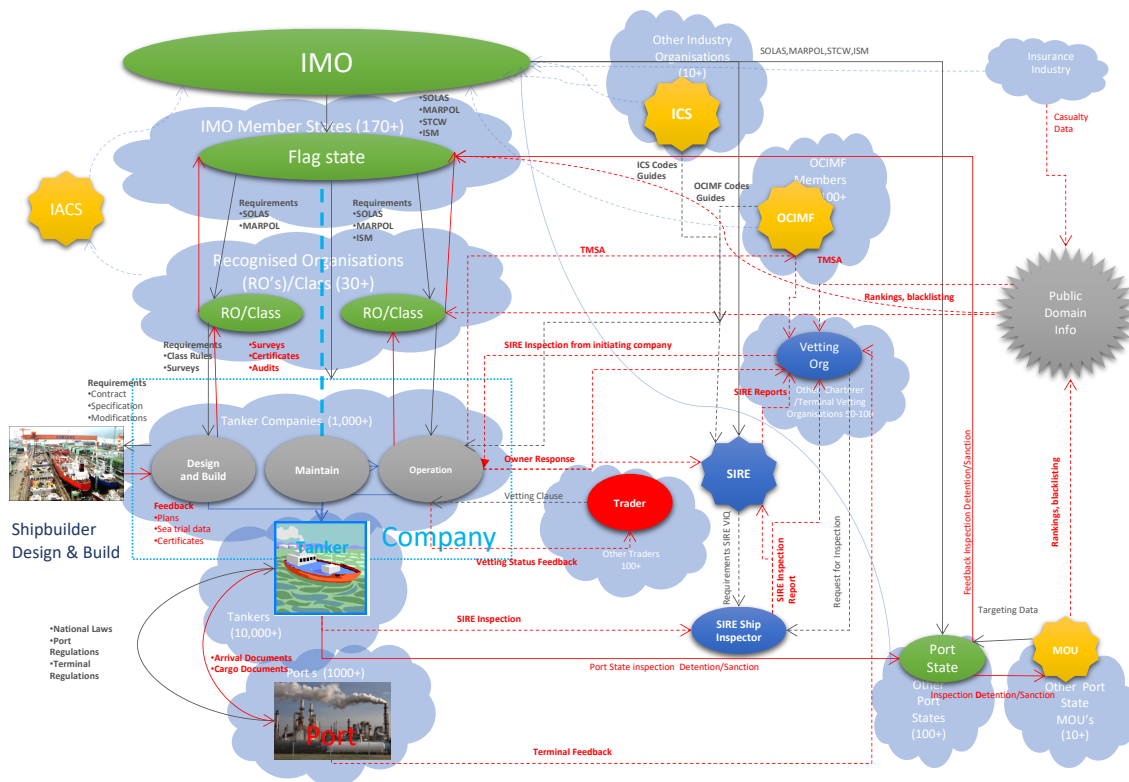 IMO
Other Industry
Organisations
(10+)
SOLAS,MARPOL,STCW,ISM
Insurance
Industry
•SOLAS
•MARPOL
•STCW
•ISM
ICS
Casualty
Data
IMO Member States (170+)
Flag state
ICS Codes
Guides
OCIMF
Members
100+
OCIMF Codes
Guides
OCIMF
IACS
Requirements
•SOLAS
•MARPOL
Requirements
•SOLAS
•MARPOL
•ISM
TMSA
TMSA
Recognised Organisations
(RO's)/Class (30+)
Rankings, blacklisting
Public
Domain
Info
RO/Class
RO/Class
Requirements
•Class Rules
•Surveys
•Surveys
•Certificates
•Audits
SIRE Inspection from initiating company
Vetting
Org
Requirements
•Contract
•Specification
•Modifications
SIRE Reports
Other Charterer
/Terminal Vetting
Organisations
Tanker Companies (1,000+)
Design
and Build
Maintain
Operation
Owner Response
SIRE
Vetting Clause
Trader
Feedback
•Plans
•Sea trial data
•Certificates
Shipbuilder
Design & Build
Company
Tanker
Other Traders
100+
Vetting Status Feedback
Requirements SIRE VIQ
SIRE Inspection
Report
Request for Inspection
Feedback Inspection Detention/Sanction
Rankings, blacklisting
Tankers
(10,000+)
SIRE Inspection
SIRE Ship
Inspector
Targeting Data
•National Laws
•Port
Regulations
•Terminal
Regulations
•Arrival Documents
•Cargo Documents
Port State inspection Detention/Sanction
Port
State
MOU
Port's (1000+)
Inspection Detention/Sanction
Other
Port
States
(100+)
Other Port
State
MOU's
(10+)
Port
Terminal Feedback